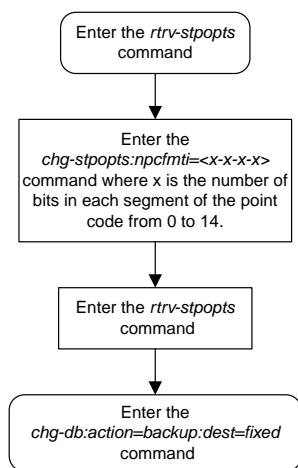 Enter the rtrv-stpopts
command
Enter the
chg-stpopts:npcfmti=<x-x-x-x>
command where x is the number of
bits in each segment of the point
code from 0 to 14.
Enter the rtrv-stpopts
command
Enter the
chg-db:action=backup:dest=fixed
command